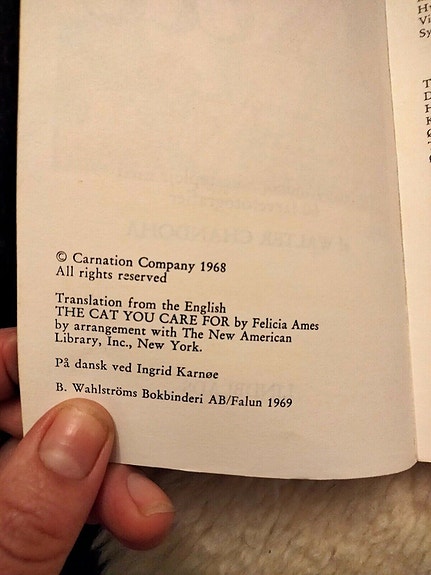 © Carnation Company 1968
All rights reserved
Translation from the English
THE CAT YOU CARE FOR by Felicia Ames
by arrangement with The New American
Library, Inc., New York.
På dansk ved Ingrid Karnøe
B. Wahlströms Bokbinderi AB/Falun 1969